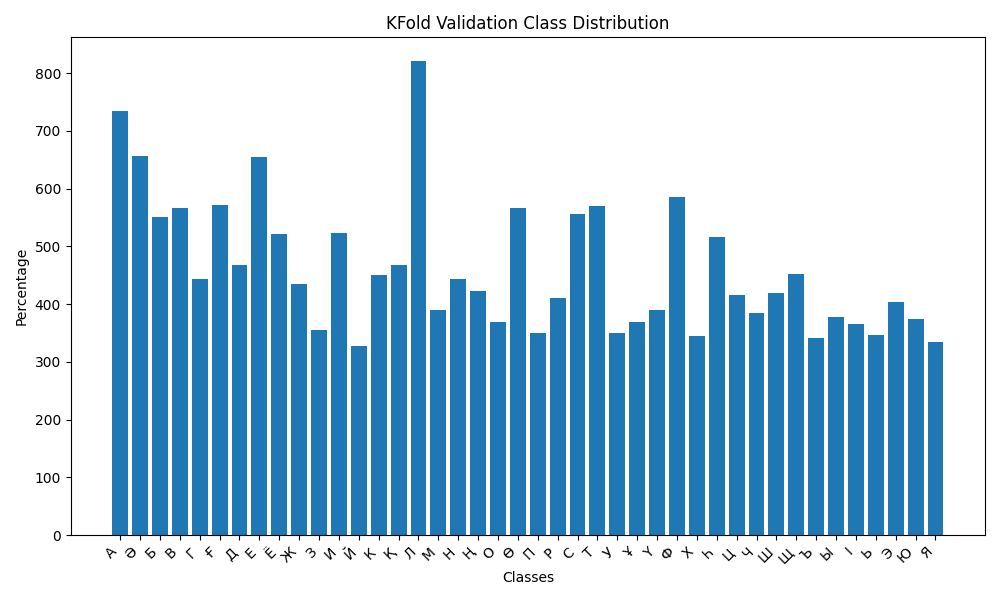 KFold Validation Class Distribution
Percentage
800
700
600
500
400
300
200
100
0
А Ә Б В Г Ғ Д Е Ё Ж З И Й К Қ Л М Н Ң О Ө П Р С Т У Ұ Ү Ф Х Һ Ц Ч Ш Щ Ъ Ы І Ь Э Ю Я
Classes